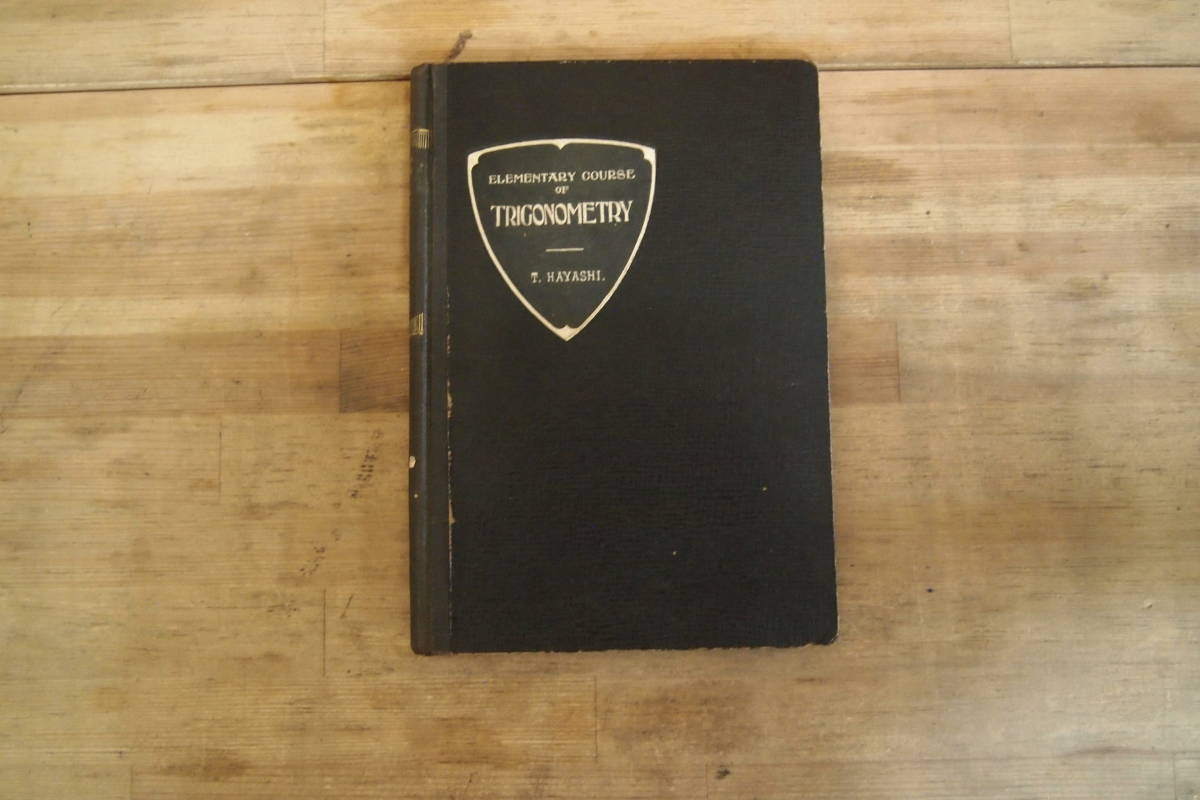 ELEMENTARY COURSE
OF
TRIGONOMETRY
T. HAYASHI.